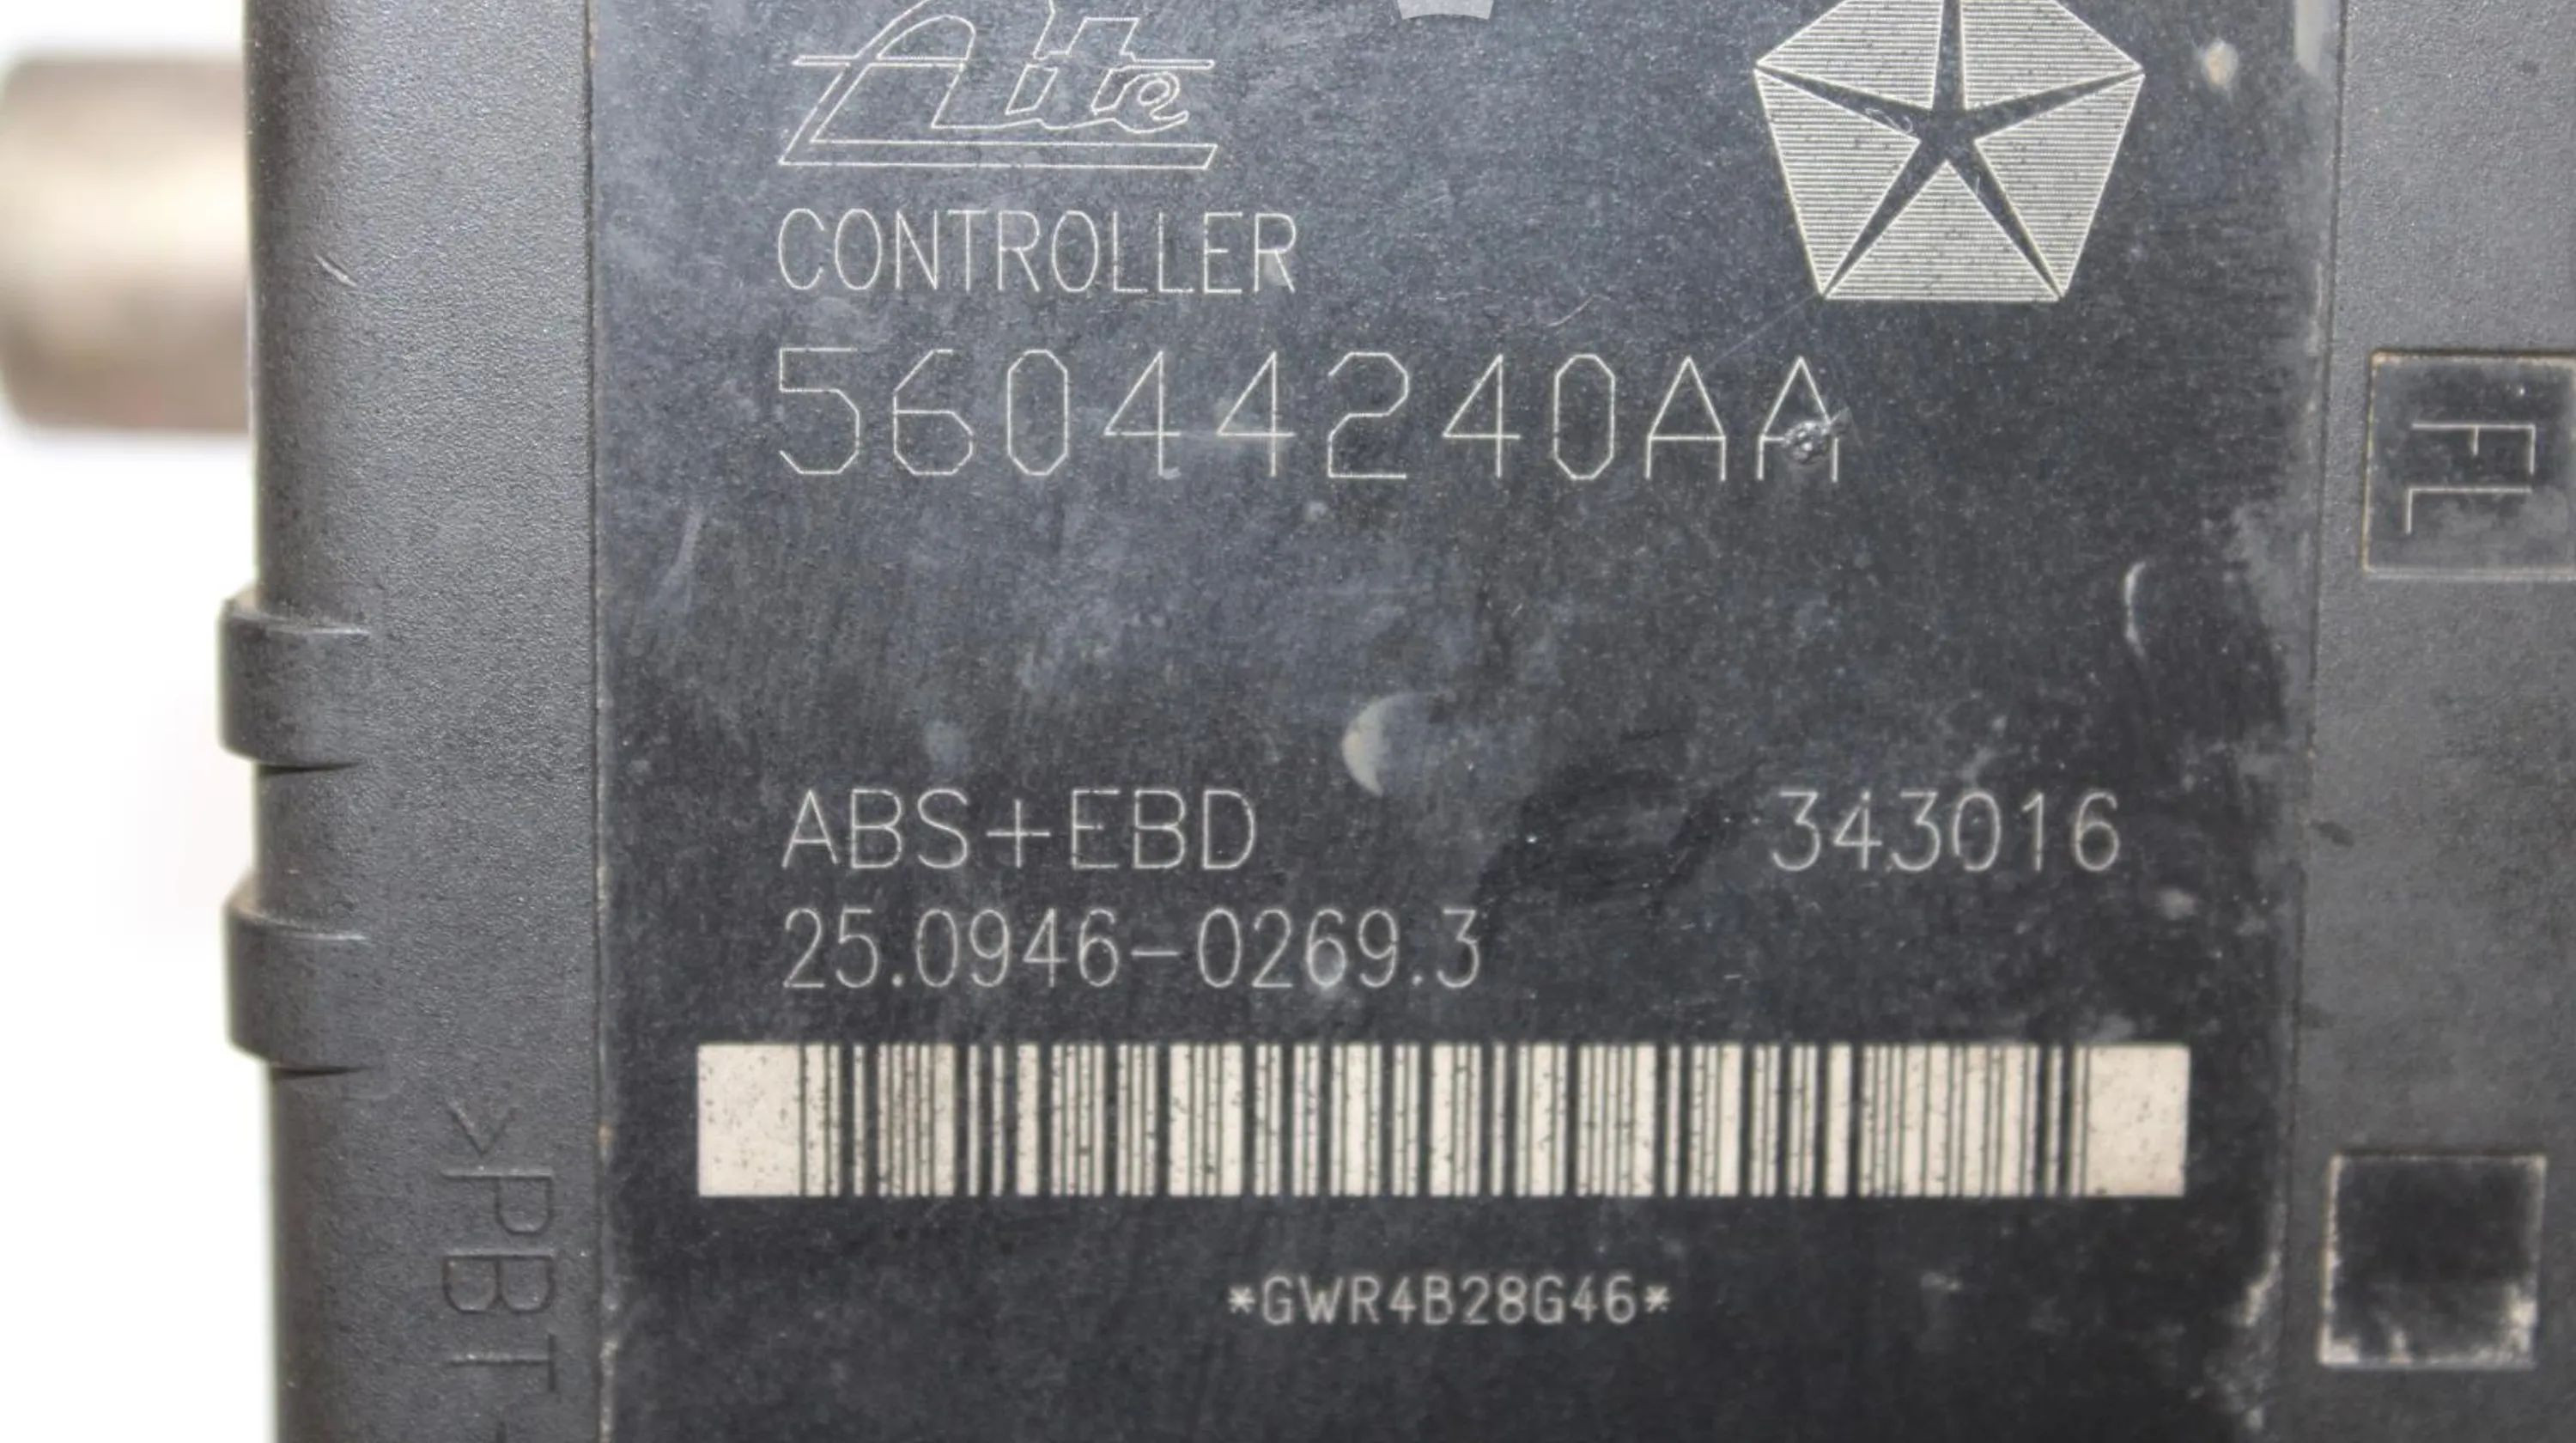 Ate
CONTROLLER
56044240AA
FL
ABS+EBD 343016
25.0946-0269.3
>PBT-
*GWR4B28G46*